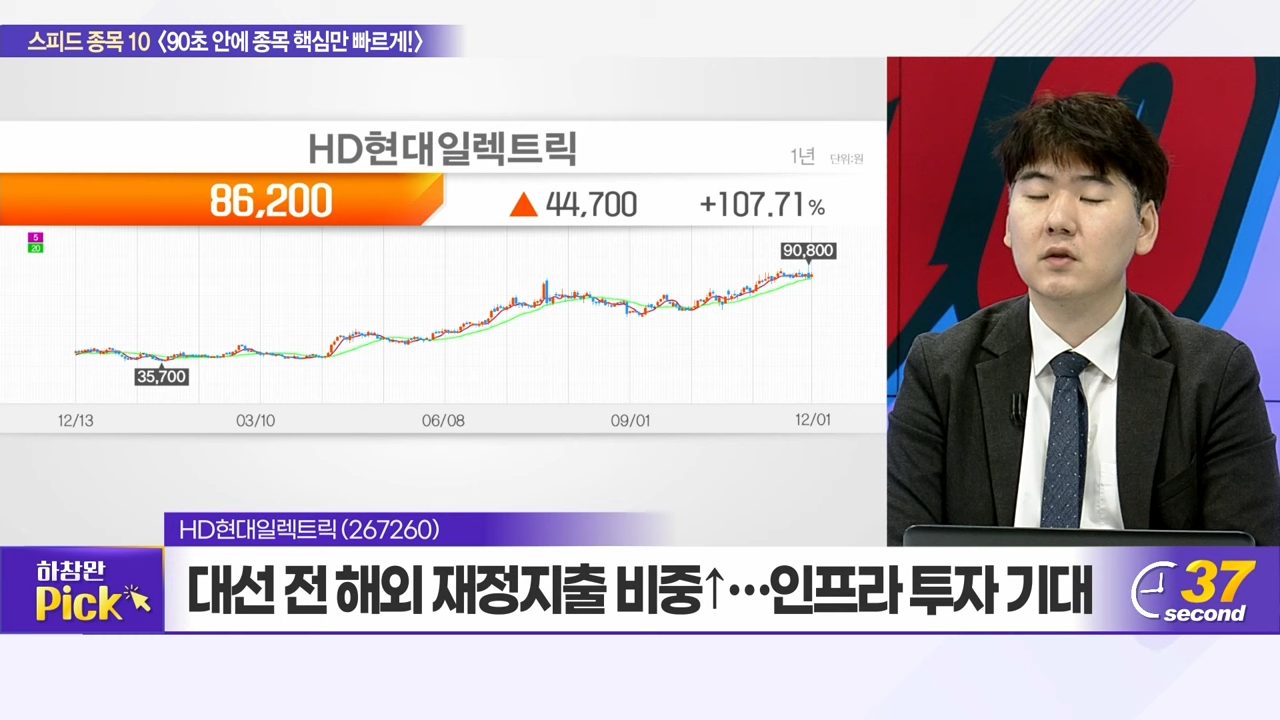 스피드 종목 10 〈90초 안에 종목 핵심만 빠르게!〉
HD현대일렉트릭
1년 단위:원
86,200 ▲ 44,700 +107.71%
5
20
90,800
35,700
12/13 03/10 06/08 09/01 12/01
HD현대일렉트릭(267260)
하창완
Pick
대선 전 해외 재정지출 비중↑…인프라 투자 기대
37
second